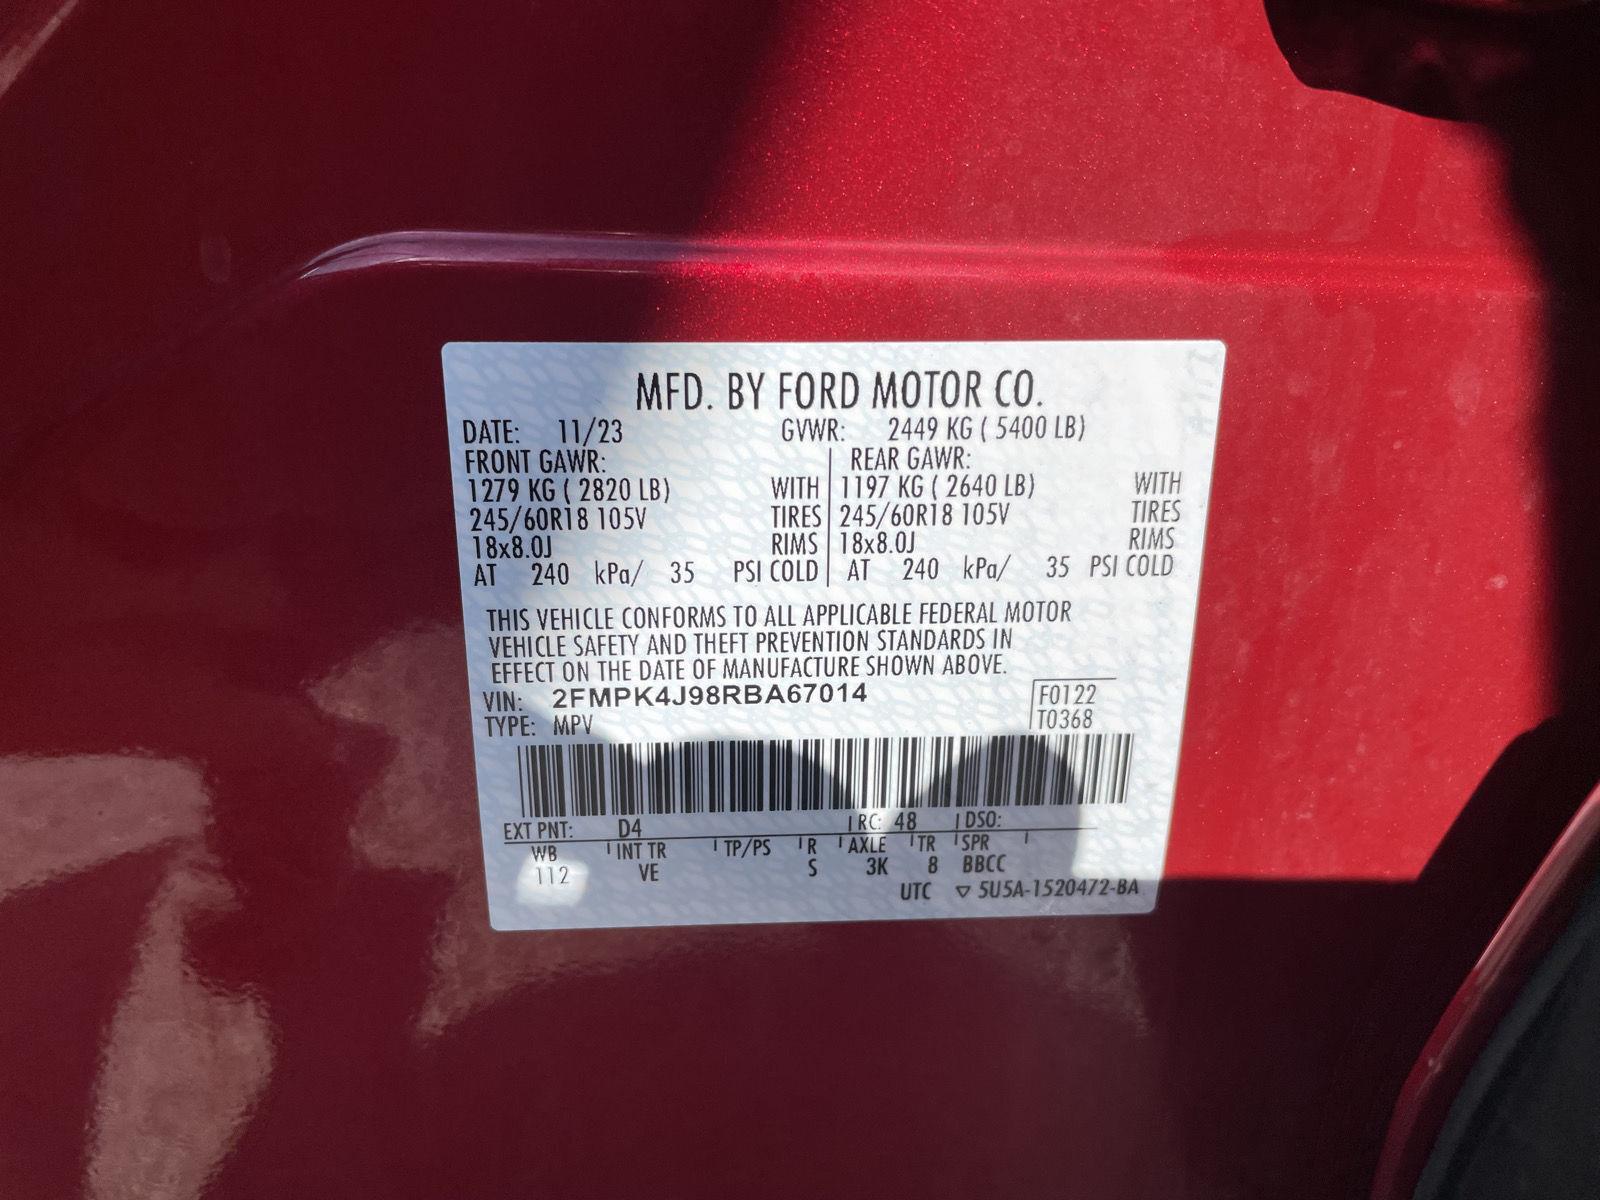 MFD. BY FORD MOTOR CO.
DATE: 11/23 GVWR: 2449 KG ( 5400 LB)
FRONT GAWR: REAR GAWR:
1279 KG ( 2820 LB) WITH 1197 KG ( 2640 LB) WITH
245/60R18 105V TIRES 245/60R18 105V TIRES
18x8.0J RIMS 18x8.0J RIMS
AT 240 kPa/ 35 PSI COLD AT 240 kPa/ 35 PSI COLD
THIS VEHICLE CONFORMS TO ALL APPLICABLE FEDERAL MOTOR
VEHICLE SAFETY AND THEFT PREVENTION STANDARDS IN
EFFECT ON THE DATE OF MANUFACTURE SHOWN ABOVE.
VIN: 2FMPK4J98RBA67014 F0122
TYPE: MPV T0368
EXT PNT: D4 RC: 48 DSO:
WB INT TR TP/PS R AXLE TR SPR
112 VE S 3K 8 BBCC
UTC ▽ 5U5A-1520472-BA